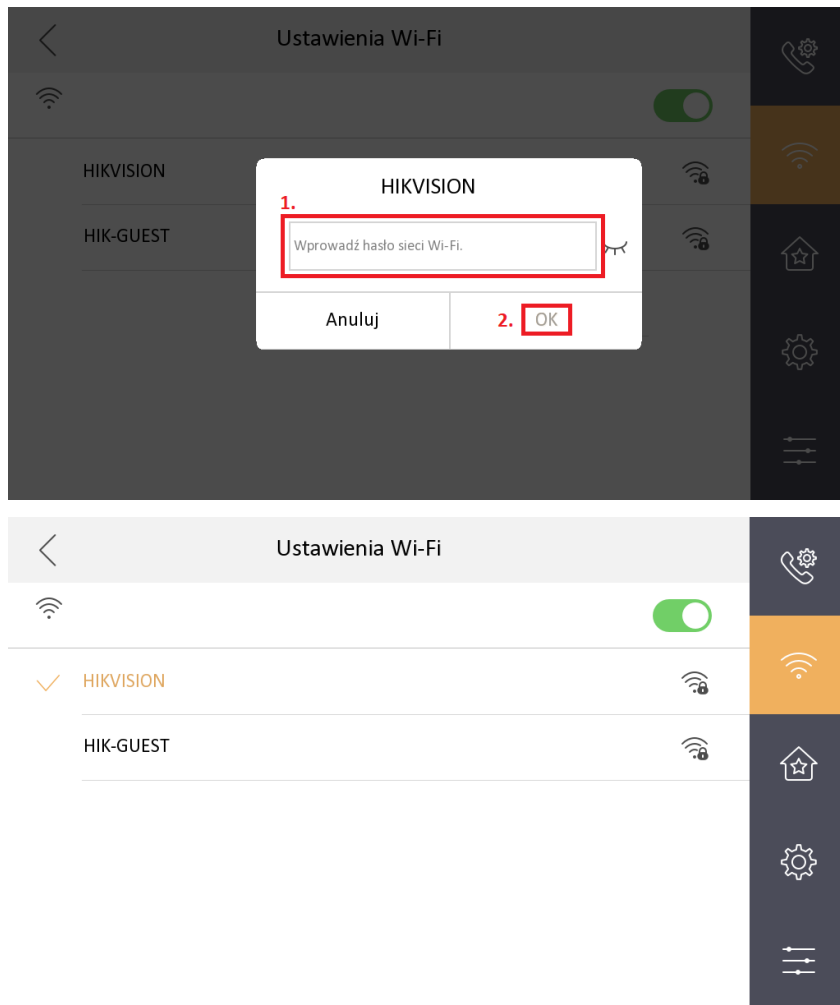 Ustawienia Wi-Fi
HIKVISION
HIKVISION
1.
HIK-GUEST
Wprowadź hasło sieci Wi-Fi.
Anuluj
2. OK
Ustawienia Wi-Fi
HIKVISION
HIK-GUEST